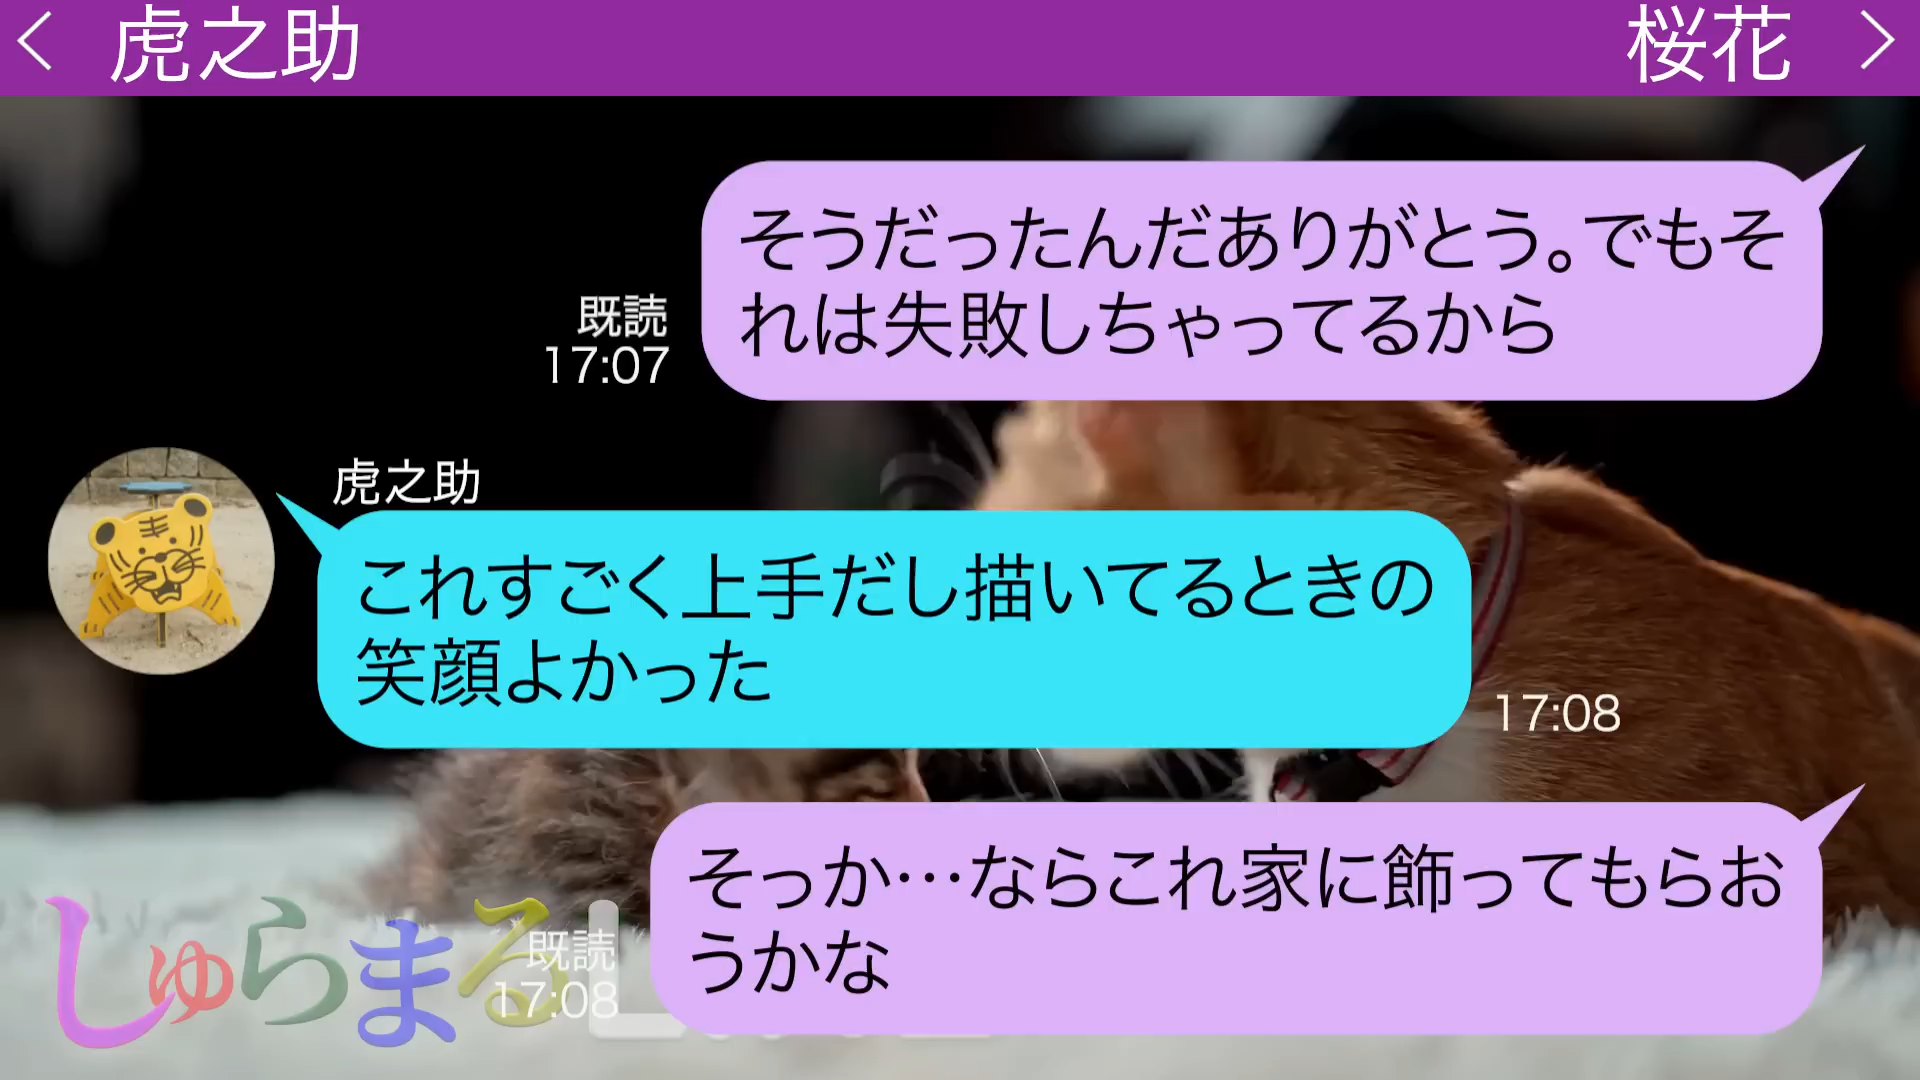 虎之助
桜花
そうだったんだありがとう。でもそ
れは失敗しちゃってるから
既読
17:07
虎之助
これすごく上手だし描いてるときの
笑顔よかった
17:08
そっか…ならこれ家に飾ってもらお
うかな
既読
17:08
しゅらまる